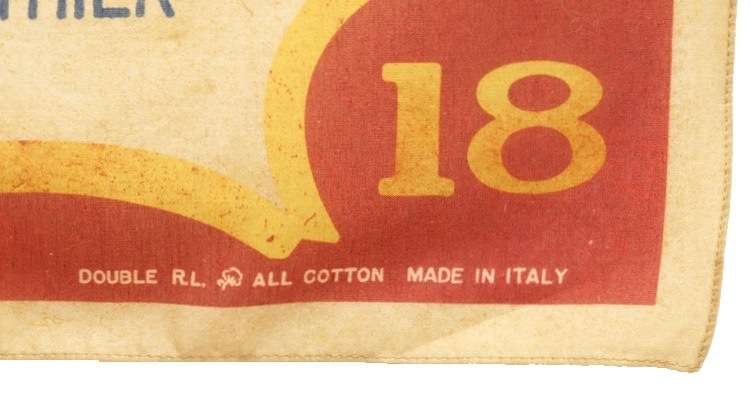 18
DOUBLE R.L. ALL COTTON MADE IN ITALY